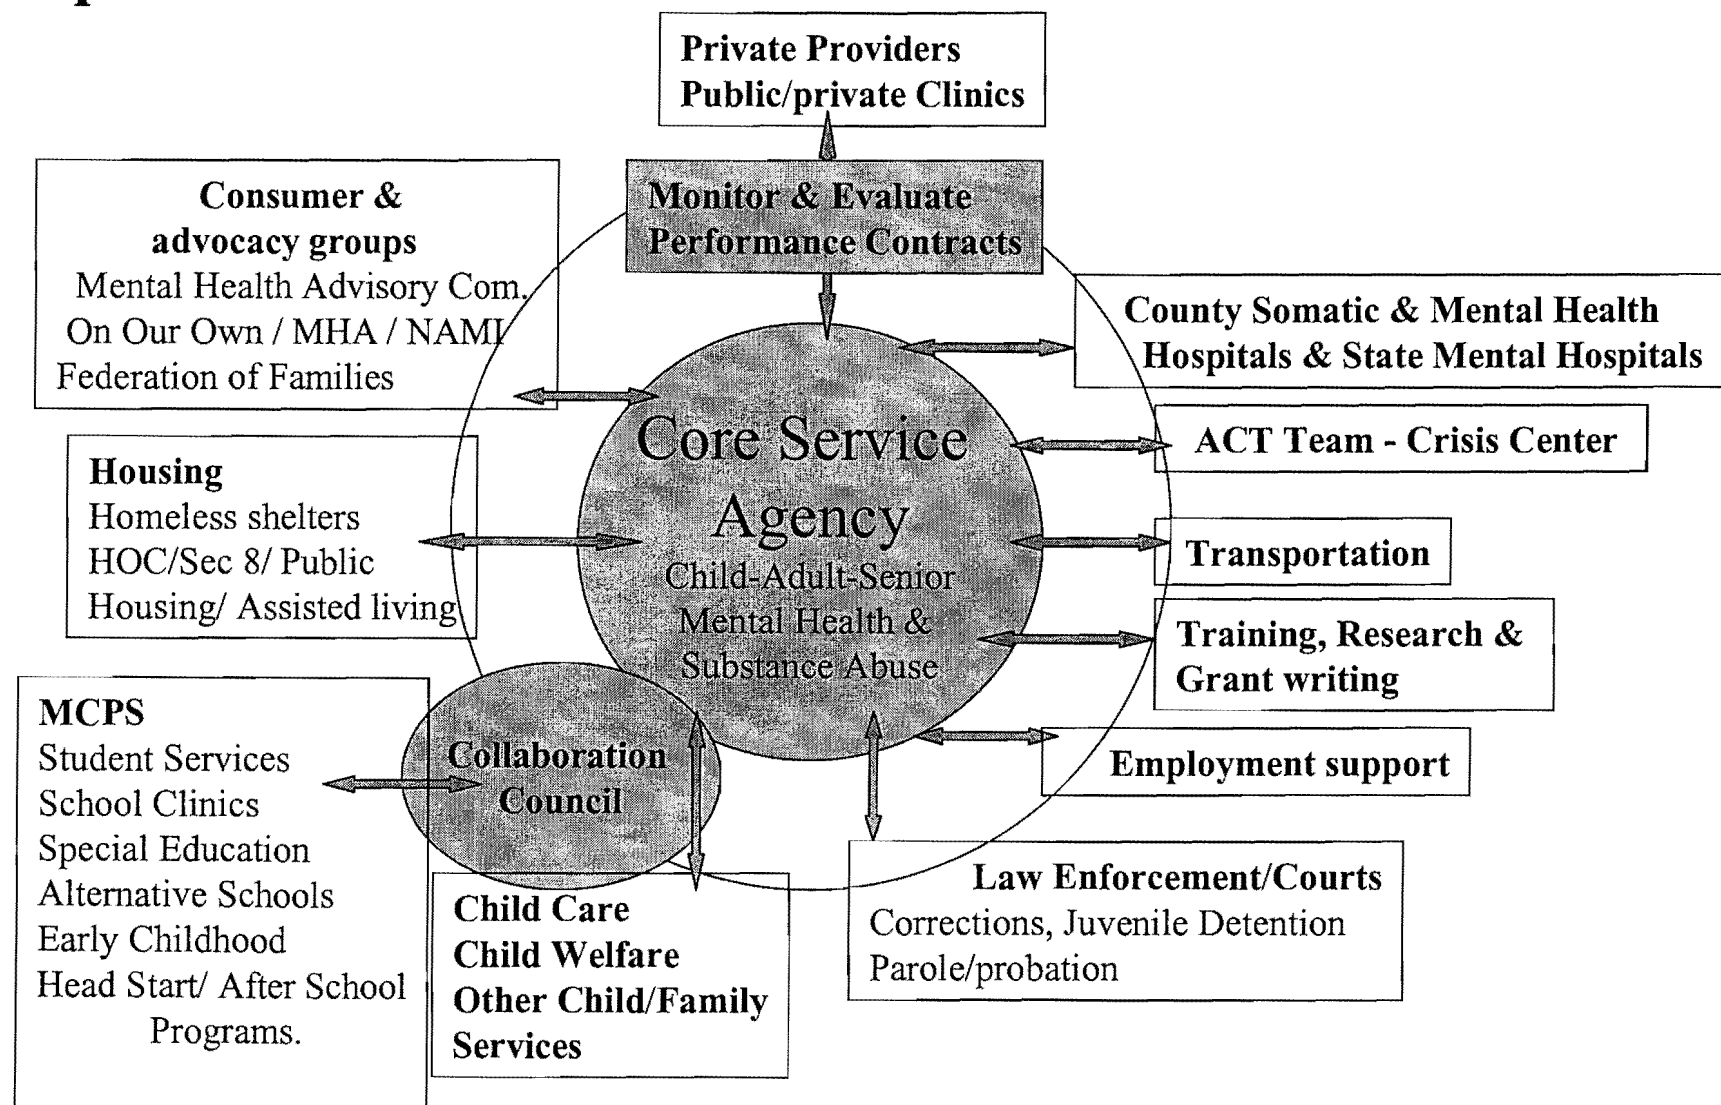 Private Providers
Public/private Clinics
Monitor & Evaluate
Performance Contracts
Consumer &
advocacy groups
Mental Health Advisory Com.
On Our Own / MHA / NAMI
Federation of Families
County Somatic & Mental Health
Hospitals & State Mental Hospitals
Core Service
Agency
Child-Adult-Senior
Mental Health &
Substance Abuse
ACT Team - Crisis Center
Housing
Homeless shelters
HOC/Sec 8/ Public
Housing/ Assisted living
Transportation
Training, Research &
Grant writing
MCPS
Student Services
School Clinics
Special Education
Alternative Schools
Early Childhood
Head Start/ After School
Programs.
Collaboration
Council
Employment support
Child Care
Child Welfare
Other Child/Family
Services
Law Enforcement/Courts
Corrections, Juvenile Detention
Parole/probation